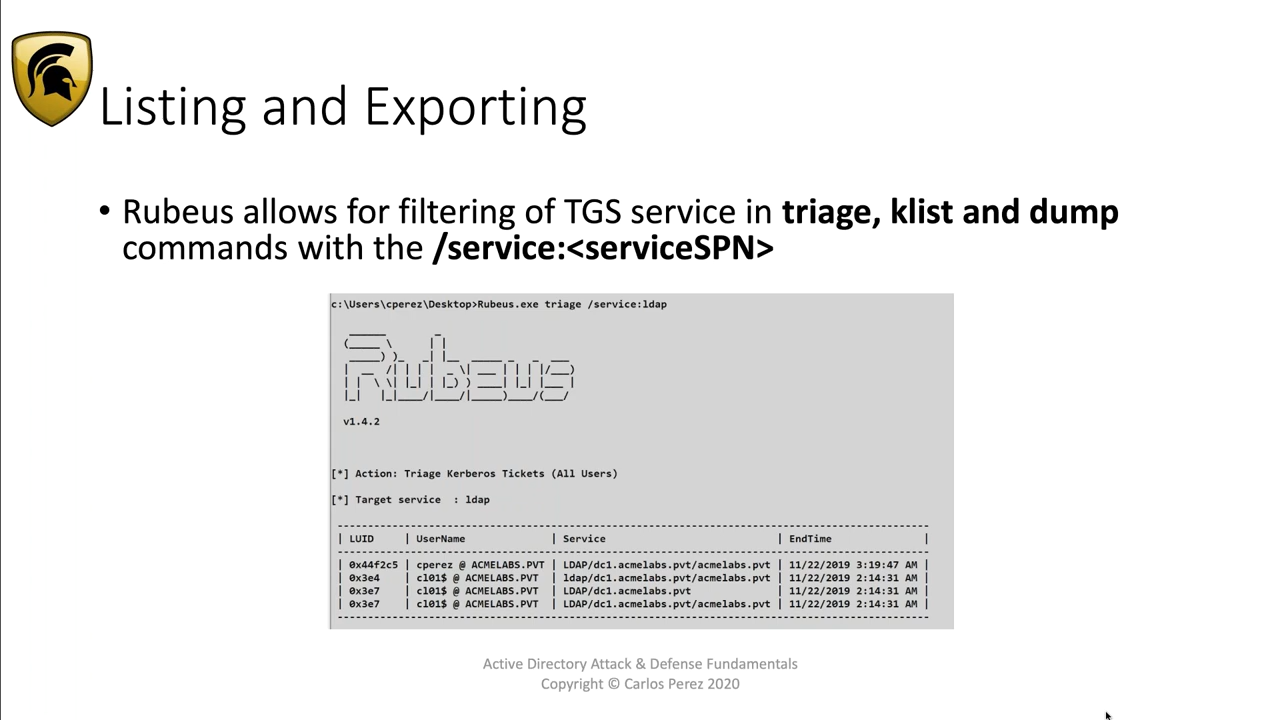 Listing and Exporting
• Rubeus allows for filtering of TGS service in triage, klist and dump
commands with the /service:<serviceSPN>
c:\Users\cperez\Desktop>Rubeus.exe triage /service:ldap
Rubeus
v1.4.2
[*] Action: Triage Kerberos Tickets (All Users)
[*] Target service  : ldap
| LUID | UserName | Service | EndTime |
| 0x44f2c5 | cperez @ ACMELABS.PVT | LDAP/dc1.acmelabs.pvt/acmelabs.pvt | 11/22/2019 3:19:47 AM |
| 0x3e4 | cl01$ @ ACMELABS.PVT | ldap/dc1.acmelabs.pvt/acmelabs.pvt | 11/22/2019 2:14:31 AM |
| 0x3e7 | cl01$ @ ACMELABS.PVT | LDAP/dc1.acmelabs.pvt | 11/22/2019 2:14:31 AM |
| 0x3e7 | cl01$ @ ACMELABS.PVT | LDAP/dc1.acmelabs.pvt/acmelabs.pvt | 11/22/2019 2:14:31 AM |
Active Directory Attack & Defense Fundamentals
Copyright © Carlos Perez 2020